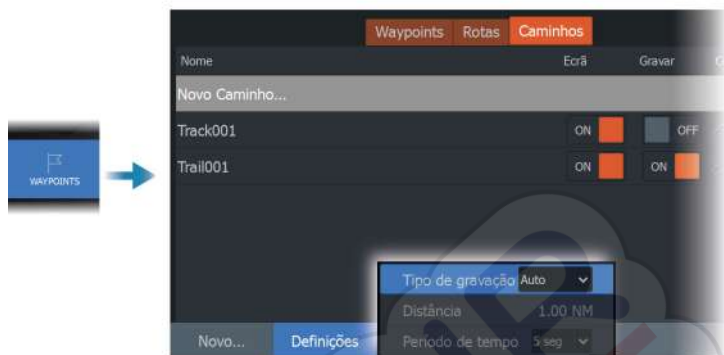 Waypoints Rotas Caminhos
Nome Ecrã Gravar
Novo Caminho...
Track001 ON OFF
Trail001 ON ON
WAYPOINTS
Tipo de gravação Auto
Distância 1.00 NM
Novo... Definições Período de tempo 5 seg